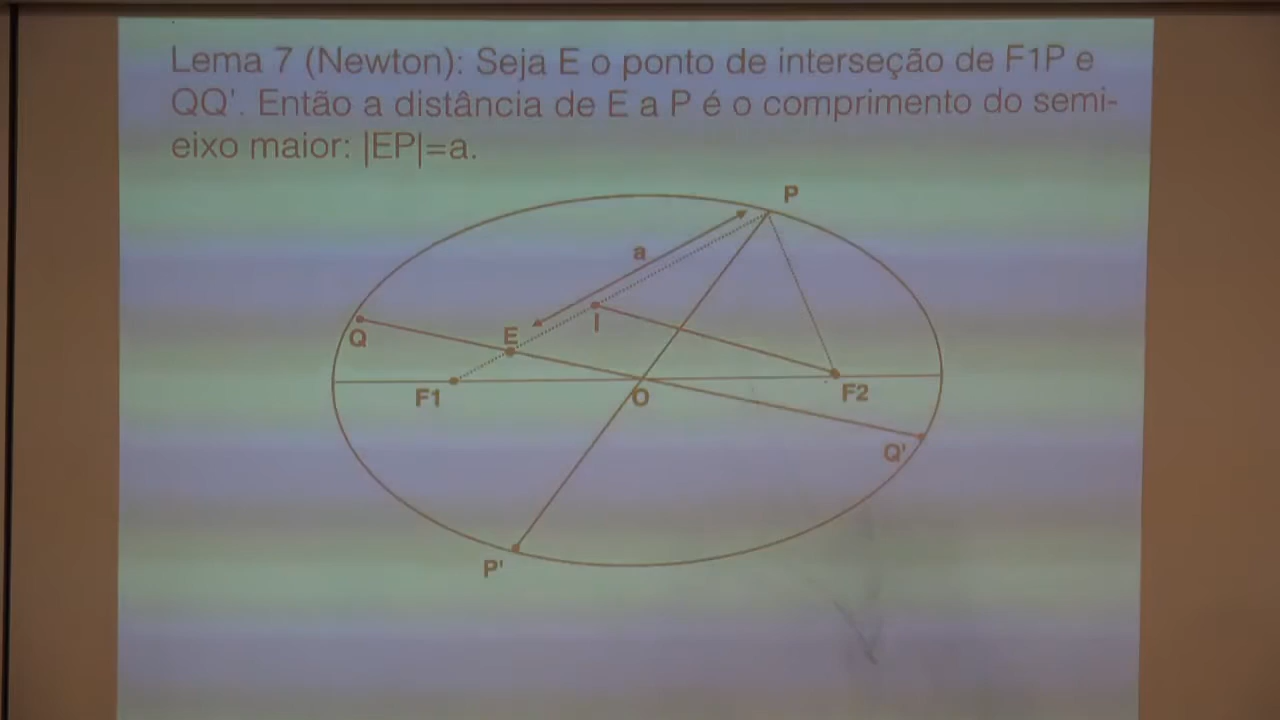 Lema 7 (Newton): Seja E o ponto de interseção de F1P e
QQ'. Então a distância de E a P é o comprimento do semi-
eixo maior: |EP|=a.
P
a
I
Q
E
F1
O
F2
Q'
P'